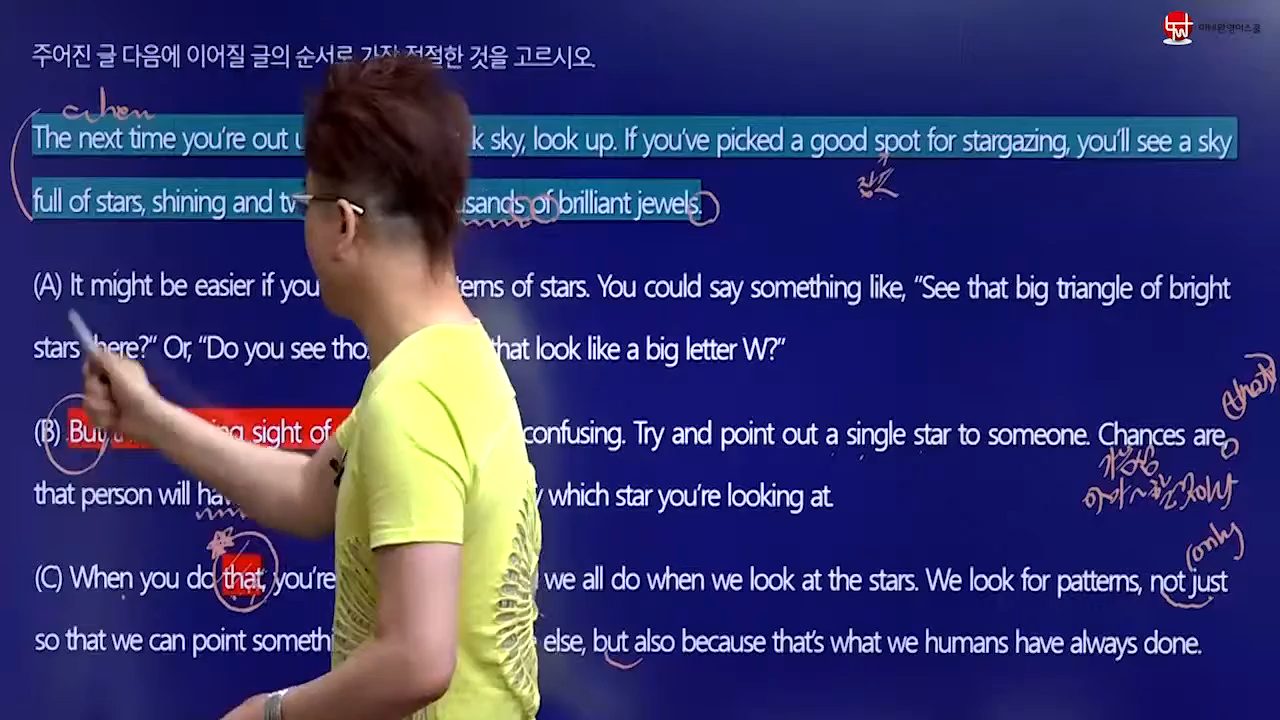 주어진 글 다음에 이어질 글의 순서로 가장 적절한 것을 고르시오.
when
The next time you're out k sky, look up. If you've picked a good spot for stargazing, you'll see a sky
장소
full of stars, shining and tw usands of brilliant jewels.
(A) It might be easier if you terns of stars. You could say something like, "See that big triangle of bright
stars there?" Or, "Do you see tho that look like a big letter W?"
(that)
(B) But sight of confusing. Try and point out a single star to someone. Chances are,
that person will ha which star you're looking at.
(only)
(C) When you do that, you're we all do when we look at the stars. We look for patterns, not just
so that we can point somethi else, but also because that's what we humans have always done.